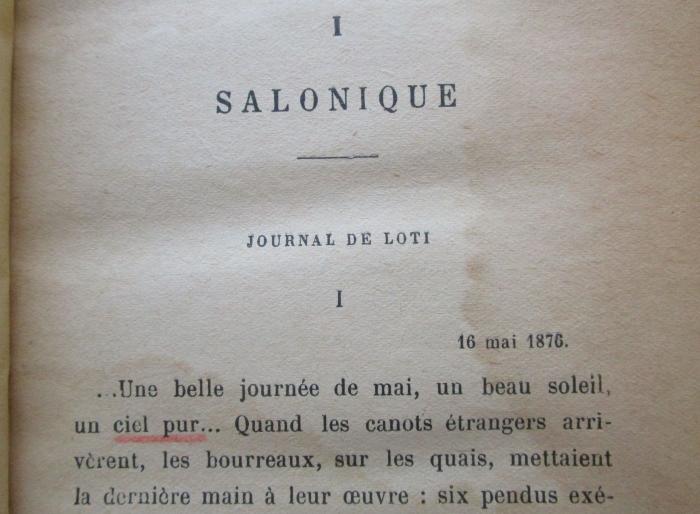 I
SALONIQUE
JOURNAL DE LOTI
I
16 mai 1876.
...Une belle journée de mai, un beau soleil,
un ciel pur... Quand les canots étrangers arri-
vèrent, les bourreaux, sur les quais, mettaient
la dernière main à leur œuvre : six pendus exé-